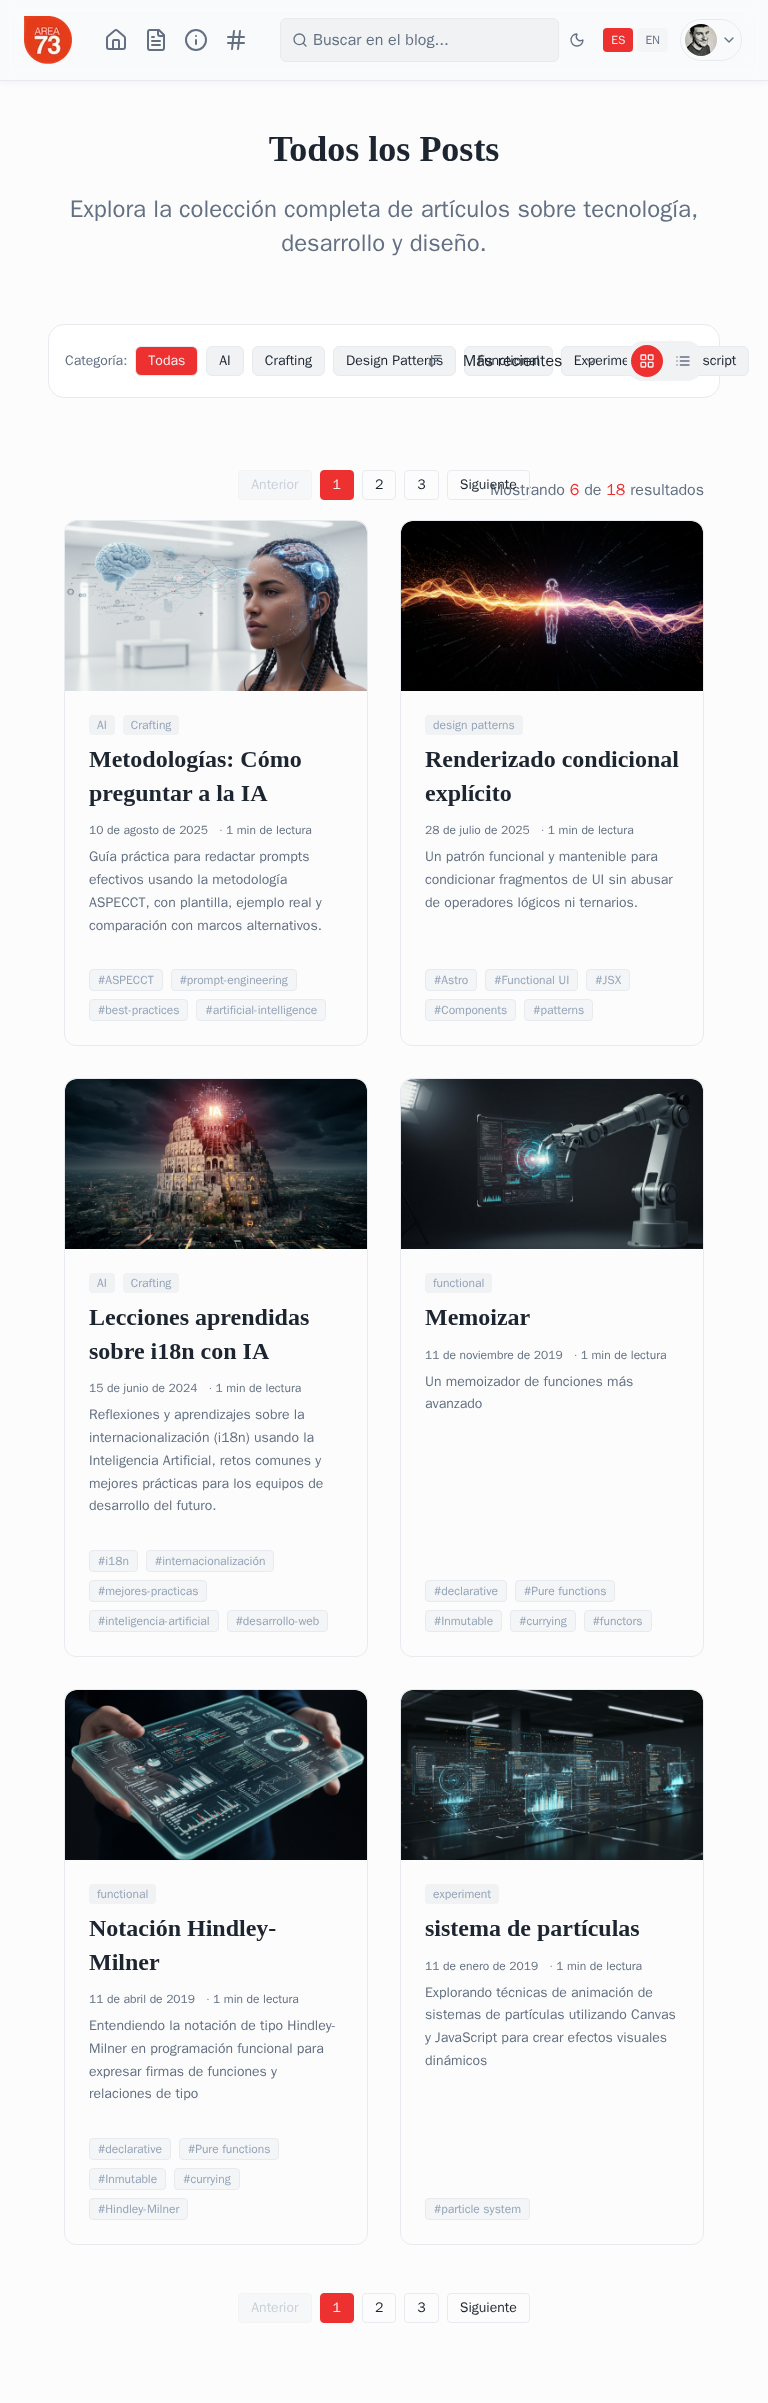 AREA
73
Buscar en el blog...
ES
EN
Todos los Posts
Explora la colección completa de artículos sobre tecnología,
desarrollo y diseño.
Categoría:
Todas
AI
Crafting
Design Patterns
Functional
Más recientes
Experime
script
Anterior
1
2
3
Siguiente
Mostrando 6 de 18 resultados
AI
Crafting
Metodologías: Cómo
preguntar a la IA
10 de agosto de 2025 · 1 min de lectura
Guía práctica para redactar prompts
efectivos usando la metodología
ASPECCT, con plantilla, ejemplo real y
comparación con marcos alternativos.
#ASPECCT #prompt-engineering
#best-practices #artificial-intelligence
design patterns
Renderizado condicional
explícito
28 de julio de 2025 · 1 min de lectura
Un patrón funcional y mantenible para
condicionar fragmentos de UI sin abusar
de operadores lógicos ni ternarios.
#Astro #Functional UI #JSX
#Components #patterns
IA
AI
Crafting
Lecciones aprendidas
sobre i18n con IA
15 de junio de 2024 · 1 min de lectura
Reflexiones y aprendizajes sobre la
internacionalización (i18n) usando la
Inteligencia Artificial, retos comunes y
mejores prácticas para los equipos de
desarrollo del futuro.
#i18n #internacionalización
#mejores-practicas
#inteligencia-artificial #desarrollo-web
functional
Memoizar
11 de noviembre de 2019 · 1 min de lectura
Un memoizador de funciones más
avanzado
#declarative #Pure functions
#Inmutable #currying #functors
functional
Notación Hindley-
Milner
11 de abril de 2019 · 1 min de lectura
Entendiendo la notación de tipo Hindley-
Milner en programación funcional para
expresar firmas de funciones y
relaciones de tipo
#declarative #Pure functions
#Inmutable #currying
#Hindley-Milner
experiment
sistema de partículas
11 de enero de 2019 · 1 min de lectura
Explorando técnicas de animación de
sistemas de partículas utilizando Canvas
y JavaScript para crear efectos visuales
dinámicos
#particle system
Anterior
1
2
3
Siguiente